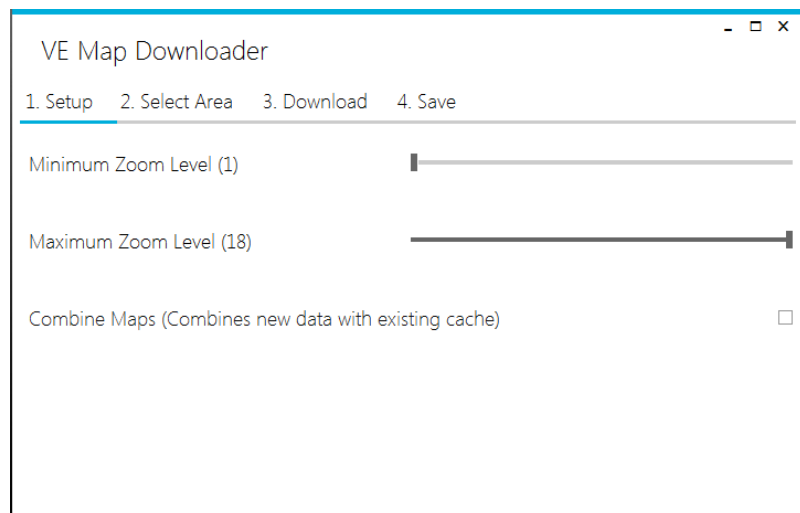 VE Map Downloader
1. Setup 2. Select Area 3. Download 4. Save
Minimum Zoom Level (1)
Maximum Zoom Level (18)
Combine Maps (Combines new data with existing cache)